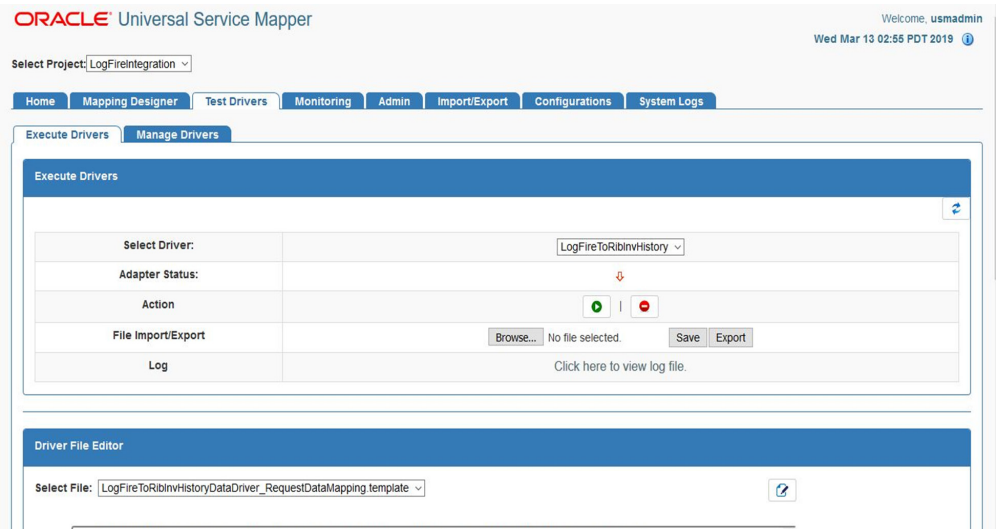 ORACLE® Universal Service Mapper
Welcome, usmadmin
Wed Mar 13 02:55 PDT 2019
Select Project: LogFireIntegration
Home Mapping Designer Test Drivers Monitoring Admin Import/Export Configurations System Logs
Execute Drivers Manage Drivers
Execute Drivers
Select Driver: LogFireToRibInvHistory
Adapter Status:
Action |
File Import/Export Browse... No file selected. Save Export
Log Click here to view log file.
Driver File Editor
Select File: LogFireToRibInvHistoryDataDriver_RequestDataMapping.template